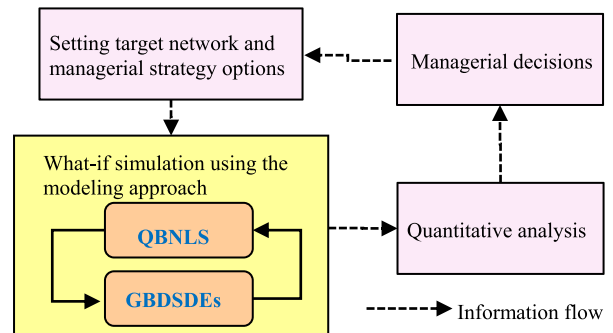 Setting target network and
managerial strategy options
Managerial decisions
What-if simulation using the
modeling approach
QBNLS
GBDSDEs
Quantitative analysis
Information flow